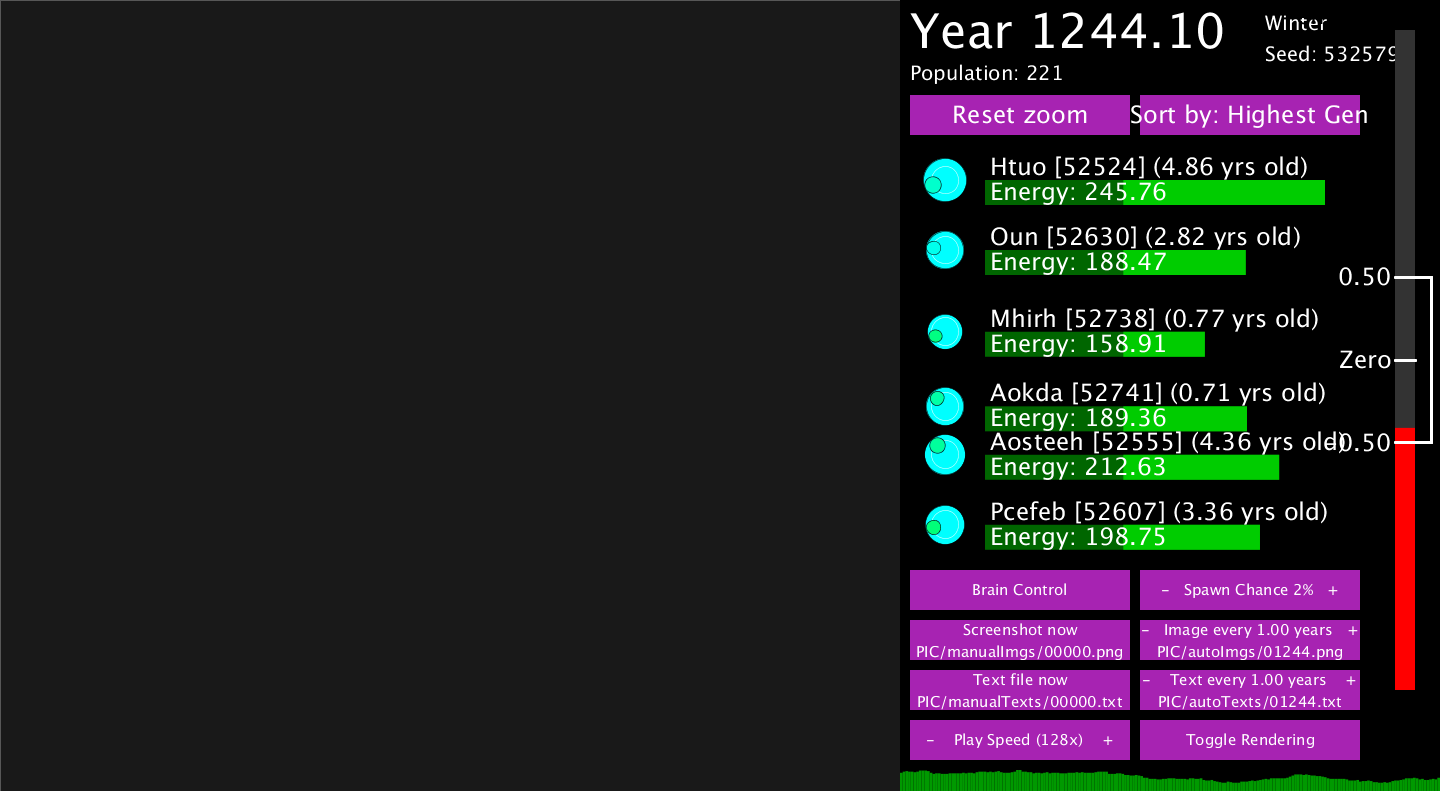 Year 1244.10
Winter
Seed: 532579
Population: 221
Reset zoom
Sort by: Highest Gen
Htuo [52524] (4.86 yrs old)
Energy: 245.76
Oun [52630] (2.82 yrs old)
Energy: 188.47
0.50
Mhirh [52738] (0.77 yrs old)
Energy: 158.91
Zero
Aokda [52741] (0.71 yrs old)
Energy: 189.36
Aosteeh [52555] (4.36 yrs old)
-0.50
Energy: 212.63
Pcefeb [52607] (3.36 yrs old)
Energy: 198.75
Brain Control
- Spawn Chance 2% +
Screenshot now
PIC/manualImgs/00000.png
- Image every 1.00 years +
PIC/autoImgs/01244.png
Text file now
PIC/manualTexts/00000.txt
- Text every 1.00 years +
PIC/autoTexts/01244.txt
- Play Speed (128x) +
Toggle Rendering